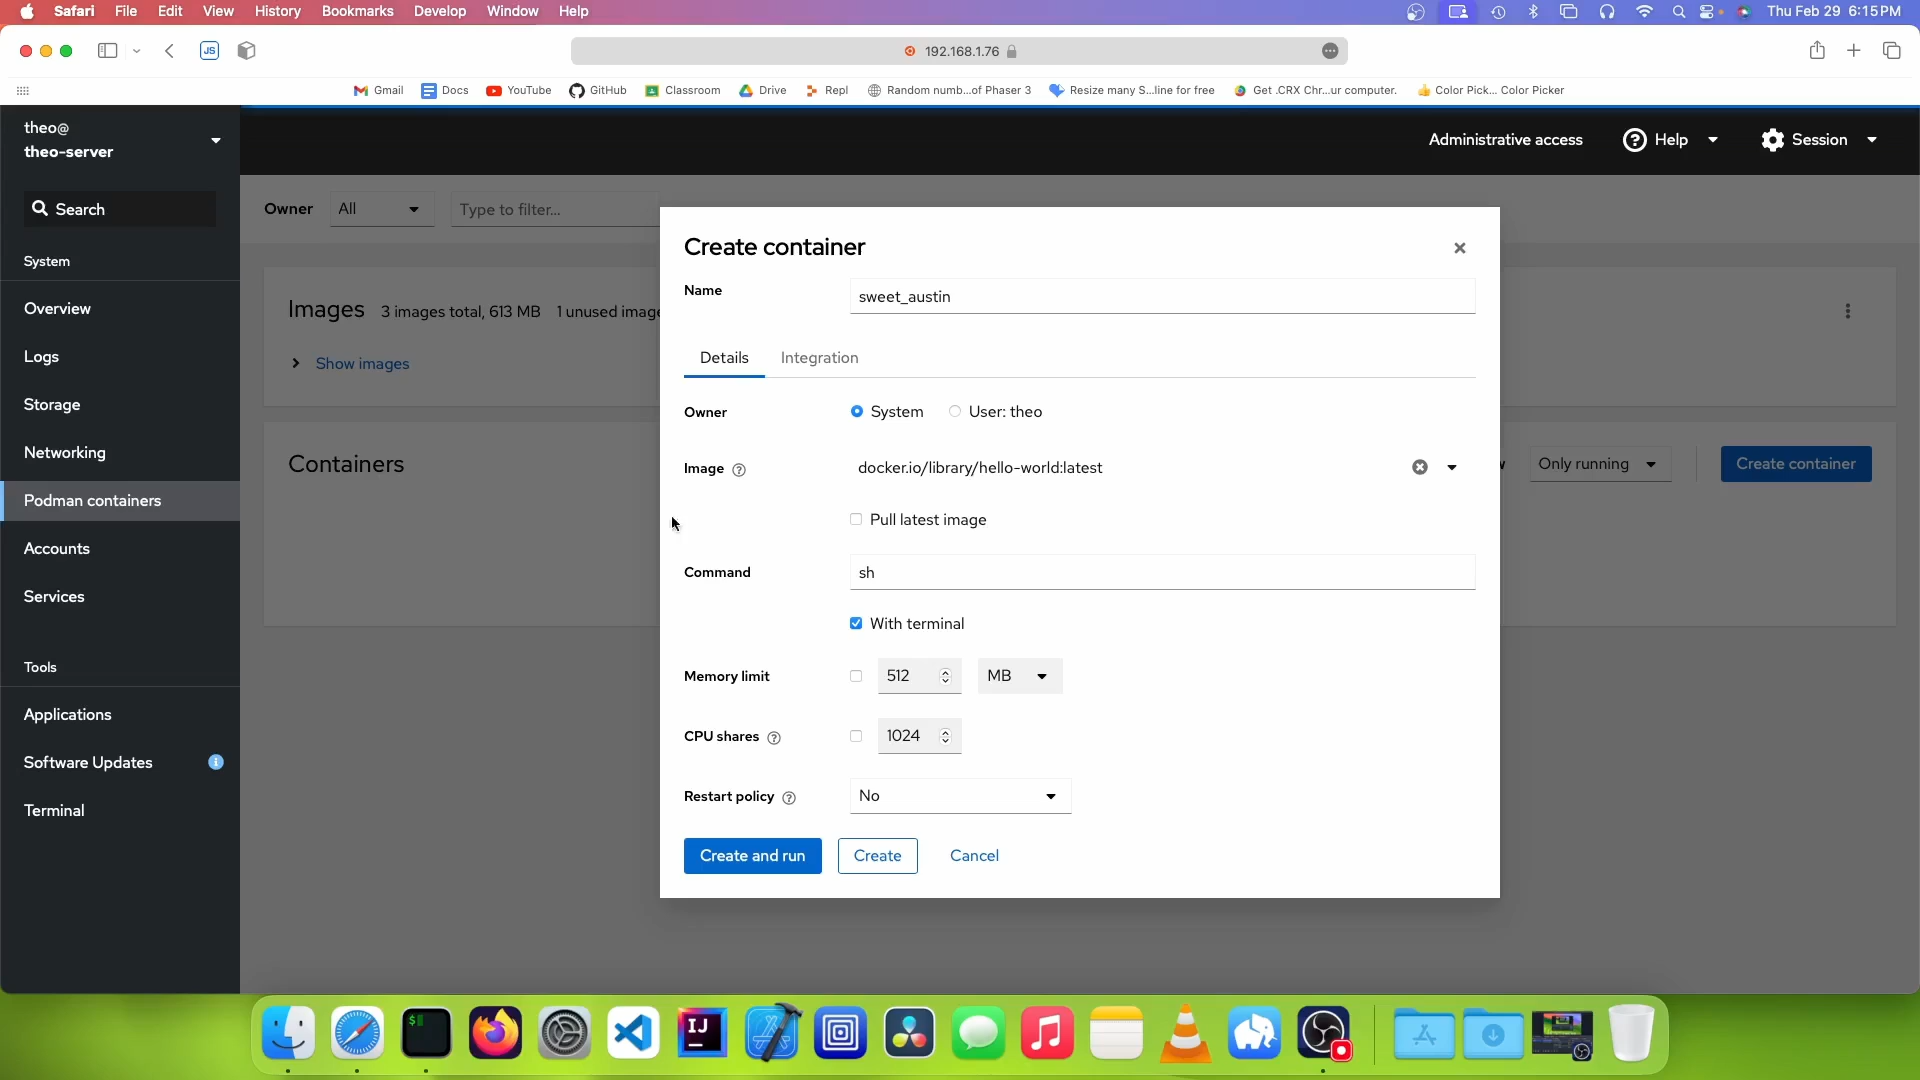 Safari File Edit View History Bookmarks Develop Window Help Thu Feb 29 6:15 PM
JS 192.168.1.76
Gmail Docs YouTube GitHub Classroom Drive Repl Random numb...of Phaser 3 Resize many S...line for free Get .CRX Chr...ur computer. Color Pick... Color Picker
theo@
theo-server
Administrative access Help Session
Search
Owner All Type to filter...
System
Overview
Logs
Storage
Networking
Podman containers
Accounts
Services
Tools
Applications
Software Updates
Terminal
Images 3 images total, 613 MB 1 unused image
Show images
Containers
Only running Create container
Create container
Name sweet_austin
Details Integration
Owner System User: theo
Image docker.io/library/hello-world:latest
Pull latest image
Command sh
With terminal
Memory limit 512 MB
CPU shares 1024
Restart policy No
Create and run Create Cancel
$
IJ